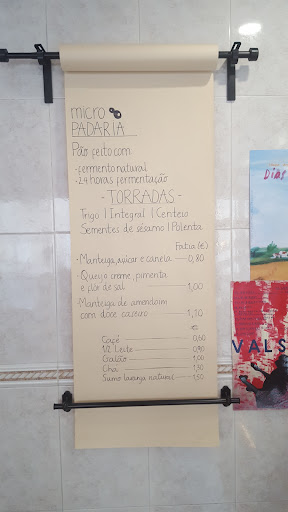 micro
PADARIA
Pão feito com
- fermento natural
- 24 horas fermentação
- TORRADAS -
Trigo | Integral | Centeio
Sementes de sésamo | Polenta
Fatia (€)
- Manteiga, açúcar e canela — 0,80
- Queijo creme, pimenta
e flor de sal — 1,00
- Manteiga de amendoim
com doce caseiro — 1,10
€
Café — 0,60
1/2 Leite — 0,90
Galão — 1,00
Chá — 1,30
Sumo laranja natural — 1,50
Dias
VALS